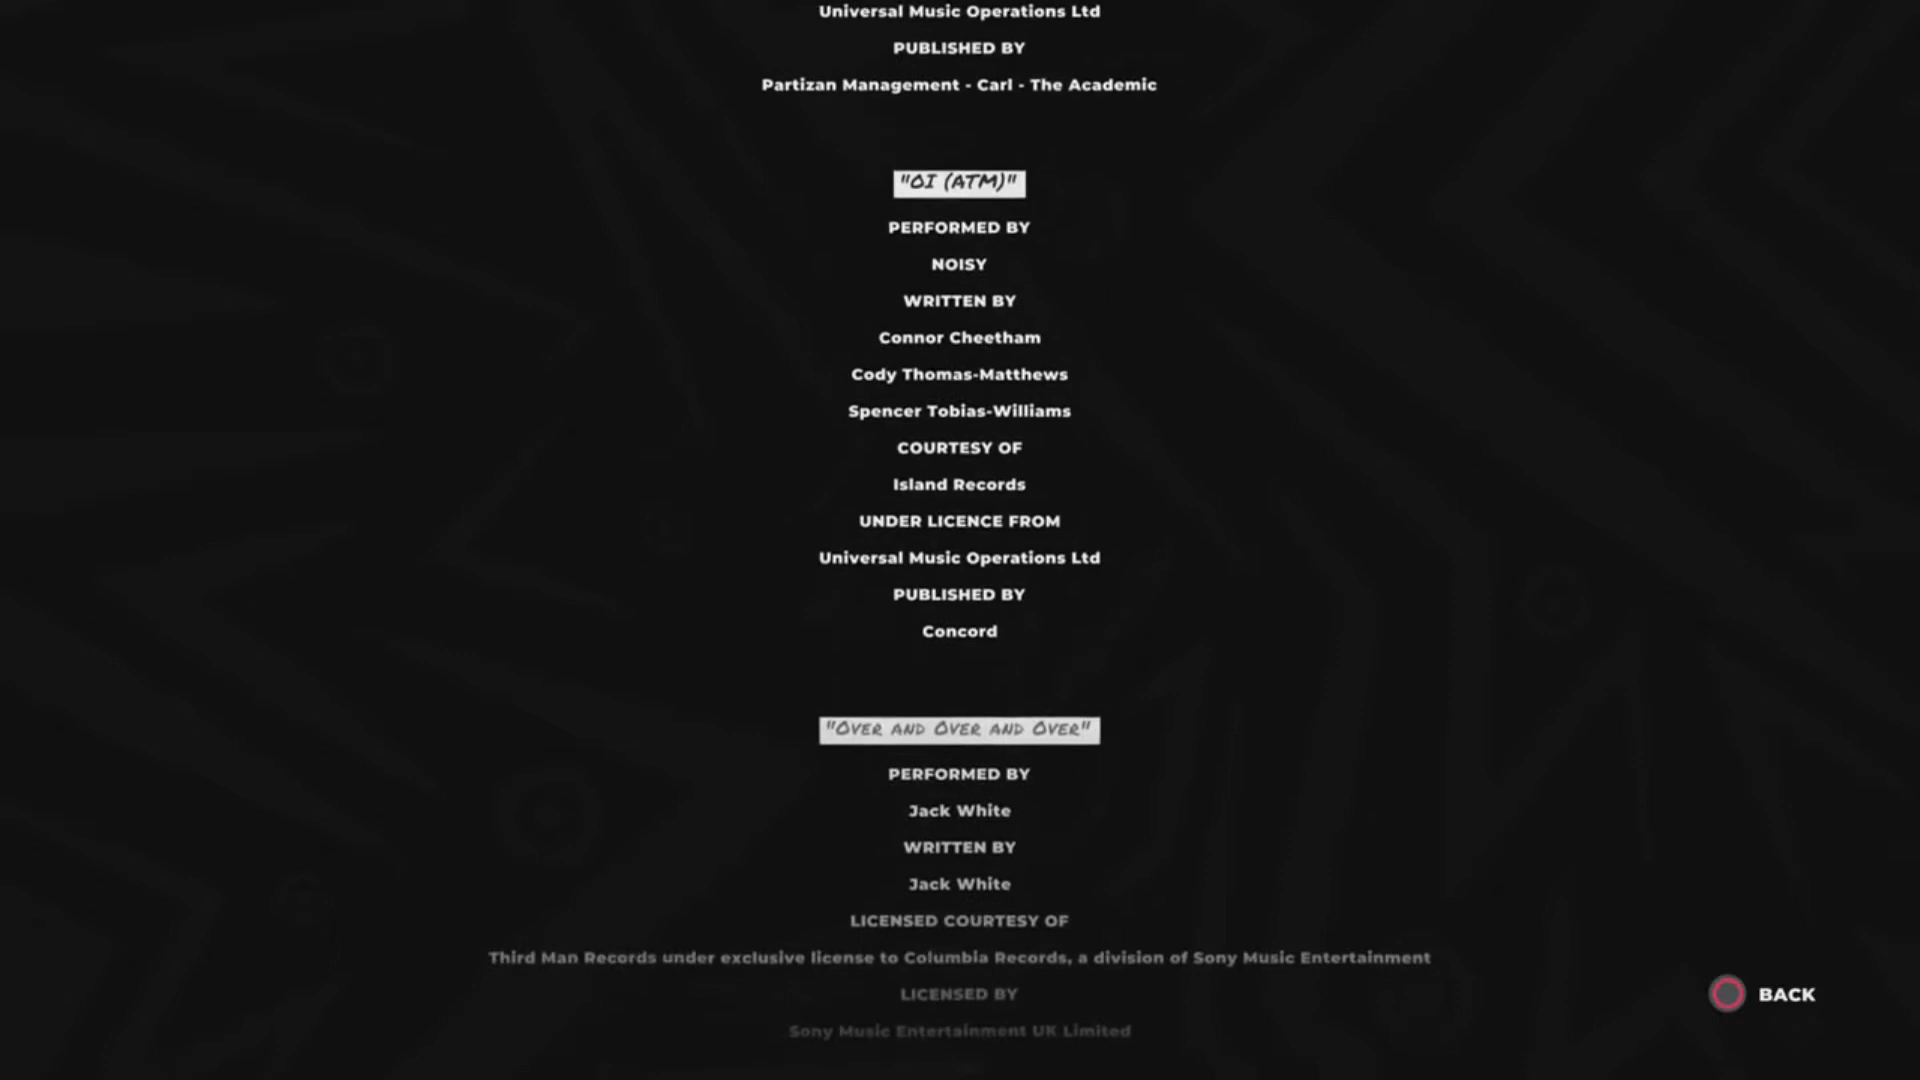 Universal Music Operations Ltd
PUBLISHED BY
Partizan Management - Carl - The Academic
"OI (ATM)"
PERFORMED BY
NOISY
WRITTEN BY
Connor Cheetham
Cody Thomas-Matthews
Spencer Tobias-Williams
COURTESY OF
Island Records
UNDER LICENCE FROM
Universal Music Operations Ltd
PUBLISHED BY
Concord
"OVER AND OVER AND OVER"
PERFORMED BY
Jack White
WRITTEN BY
Jack White
LICENSED COURTESY OF
Third Man Records under exclusive license to Columbia Records, a division of Sony Music Entertainment
LICENSED BY
BACK
Sony Music Entertainment UK Limited